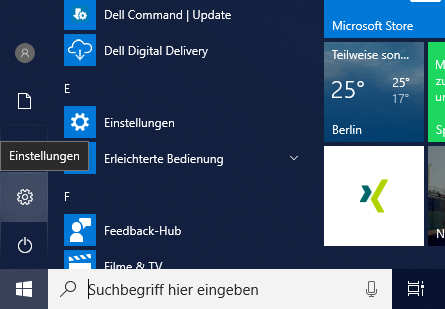 Dell Command | Update
Dell Digital Delivery
E
Einstellungen
Erleichterte Bedienung
F
Feedback-Hub
Filme & TV
Einstellungen
Microsoft Store
Teilweise son...
25°
25°
17°
Berlin
Suchbegriff hier eingeben